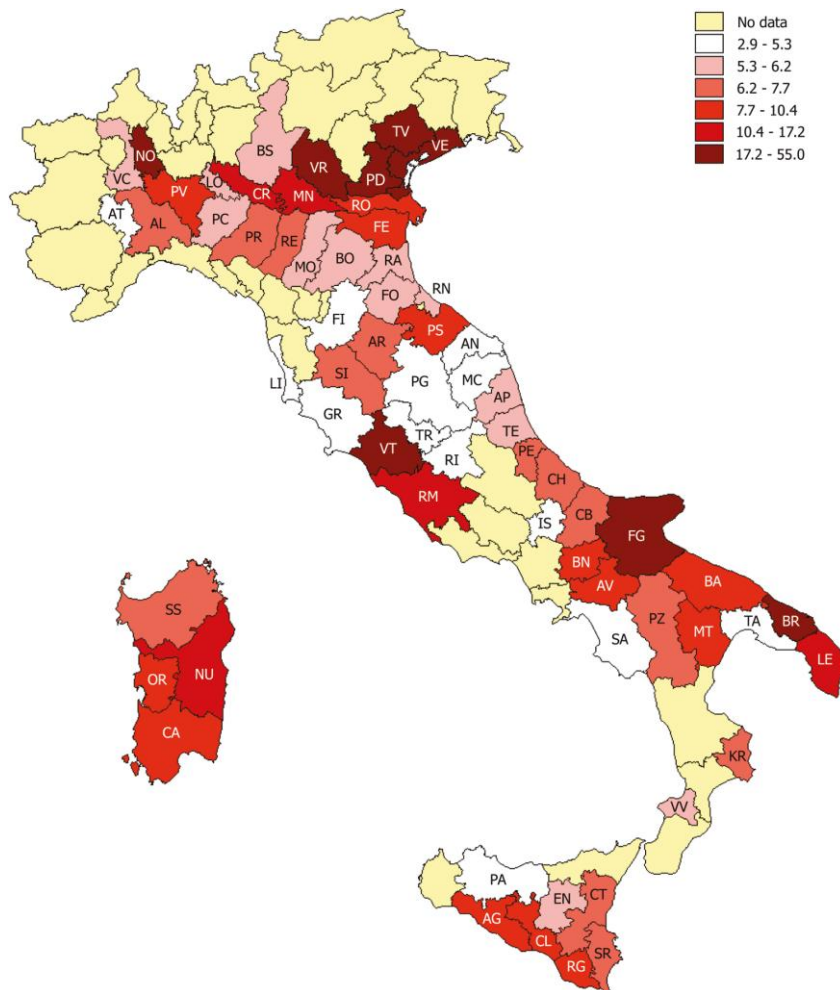 No data
2.9 - 5.3
5.3 - 6.2
6.2 - 7.7
7.7 - 10.4
10.4 - 17.2
17.2 - 55.0
TV
VE
NO
BS
VR
PD
VC
LO
PV
CR
MN
RO
AT
AL
PC
PR
RE
FE
MO
BO
RA
FO
RN
FI
PS
AR
AN
LI
SI
PG
MC
AP
GR
TR
TE
VT
RI
PE
RM
CH
IS
CB
FG
BN
AV
BA
SS
PZ
TA
BR
SA
MT
LE
NU
OR
CA
KR
VV
PA
EN
CT
AG
CL
SR
RG